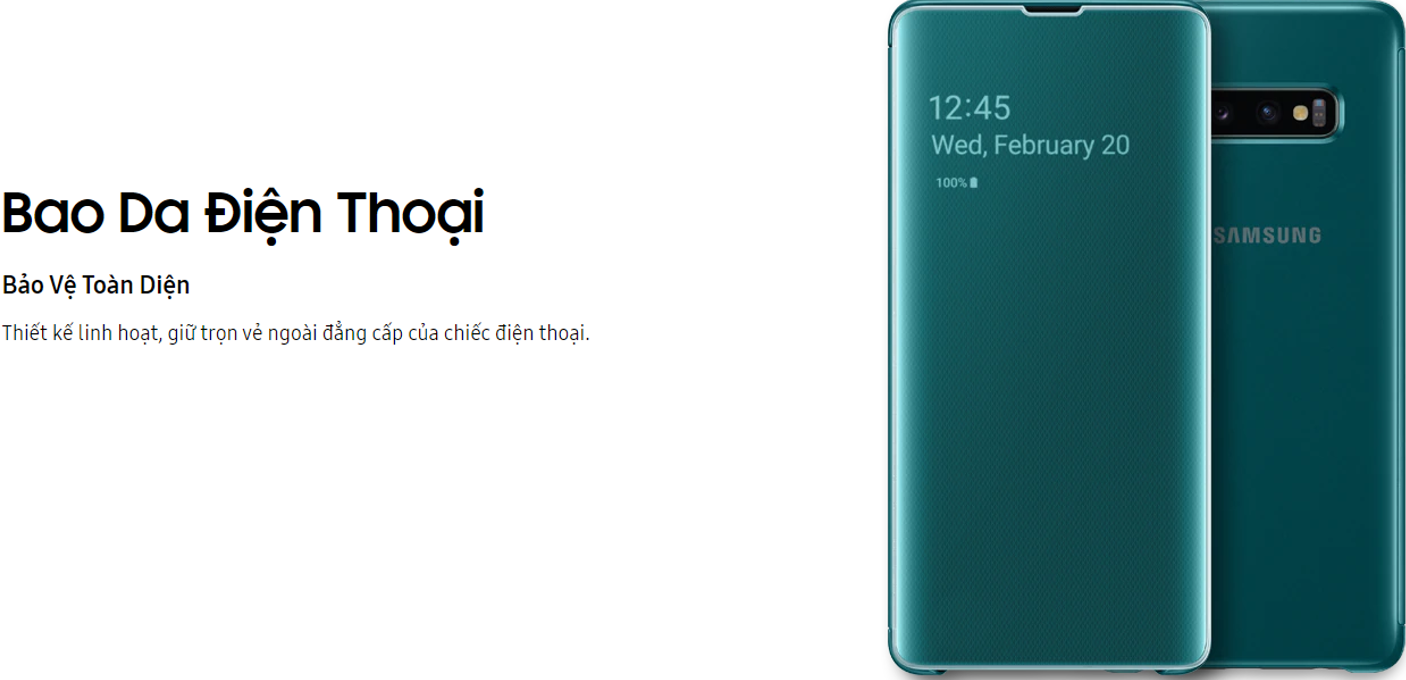 Bao Da Điện Thoại
Bảo Vệ Toàn Diện
Thiết kế linh hoạt, giữ trọn vẻ ngoài đẳng cấp của chiếc điện thoại.
12:45
Wed, February 20
100%
SAMSUNG